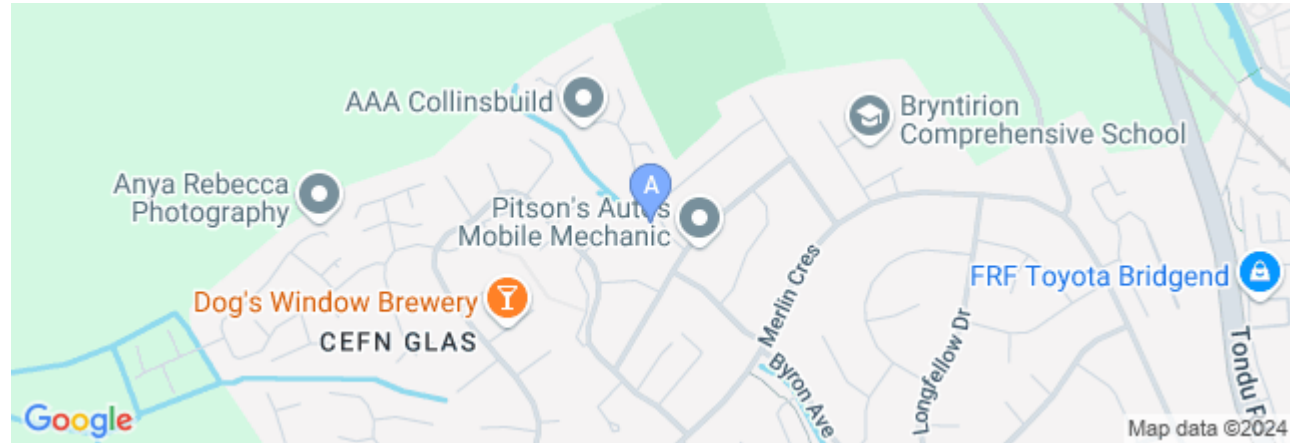 AAA Collinsbuild
Bryntirion
Comprehensive School
Anya Rebecca
Photography
A
Pitson's Autos
Mobile Mechanic
FRF Toyota Bridgend
Dog's Window Brewery
CEFN GLAS
Merlin Cres
Longfellow Dr
Byron Ave
Tondu R
Google
Map data ©2024